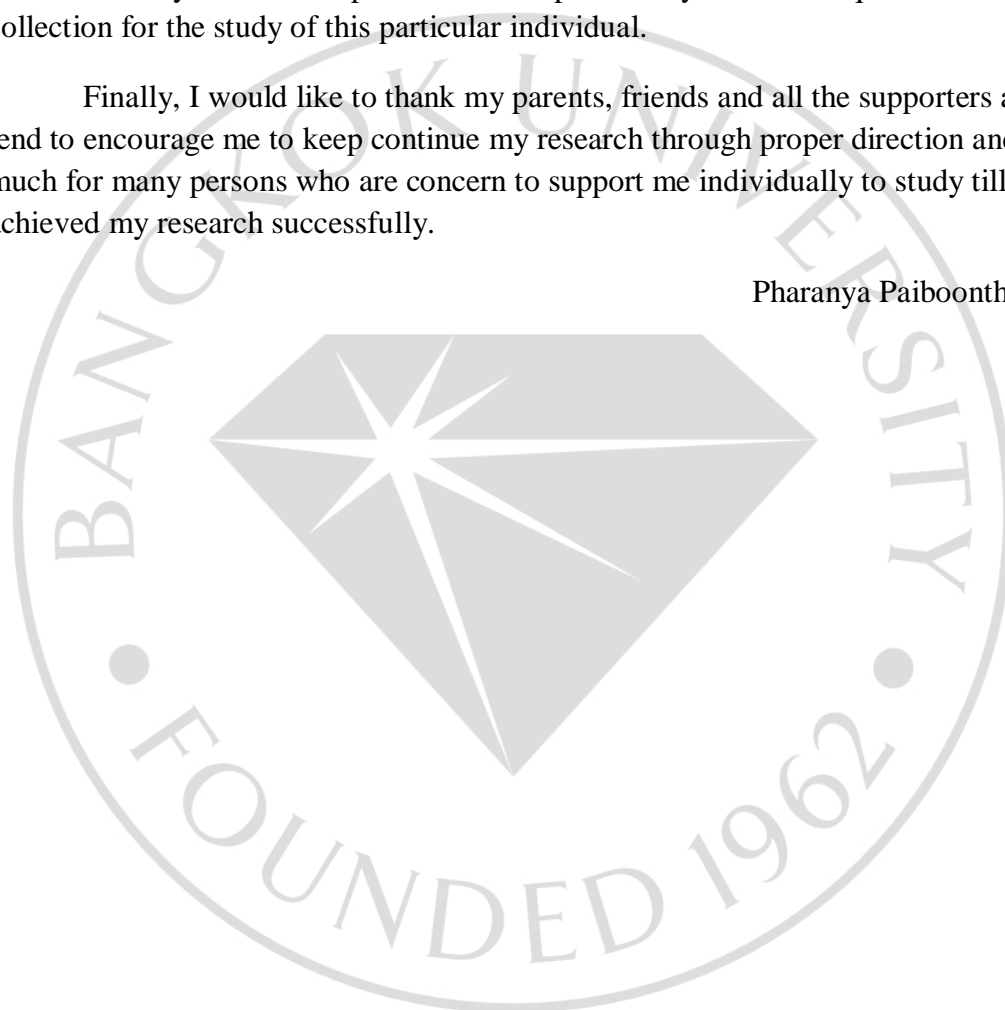 ollection for the study of this particular individual.
Finally, I would like to thank my parents, friends and all the supporters
end to encourage me to keep continue my research through proper direction and
much for many persons who are concern to support me individually to study till
chieved my research successfully.
Pharanya Paiboonth
BANGKOK UNIVERSITY
• FOUNDED 1962 •